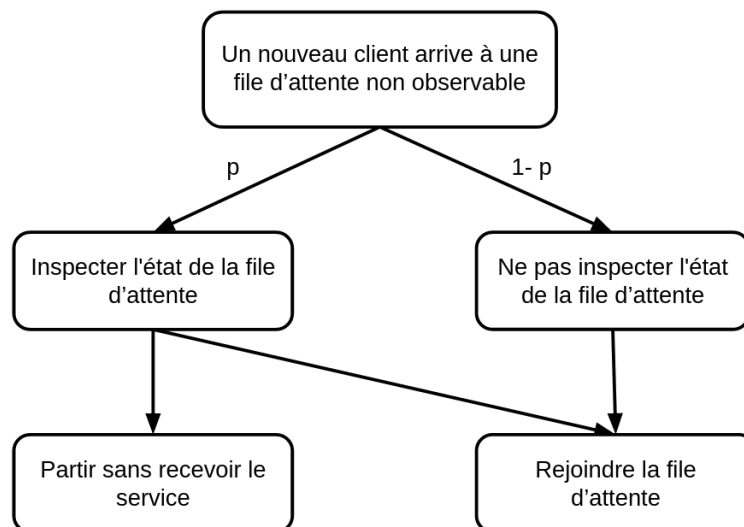 Un nouveau client arrive à une
file d’attente non observable
p
1- p
Inspecter l'état de la file
d’attente
Ne pas inspecter l'état
de la file d’attente
Partir sans recevoir le
service
Rejoindre la file
d’attente